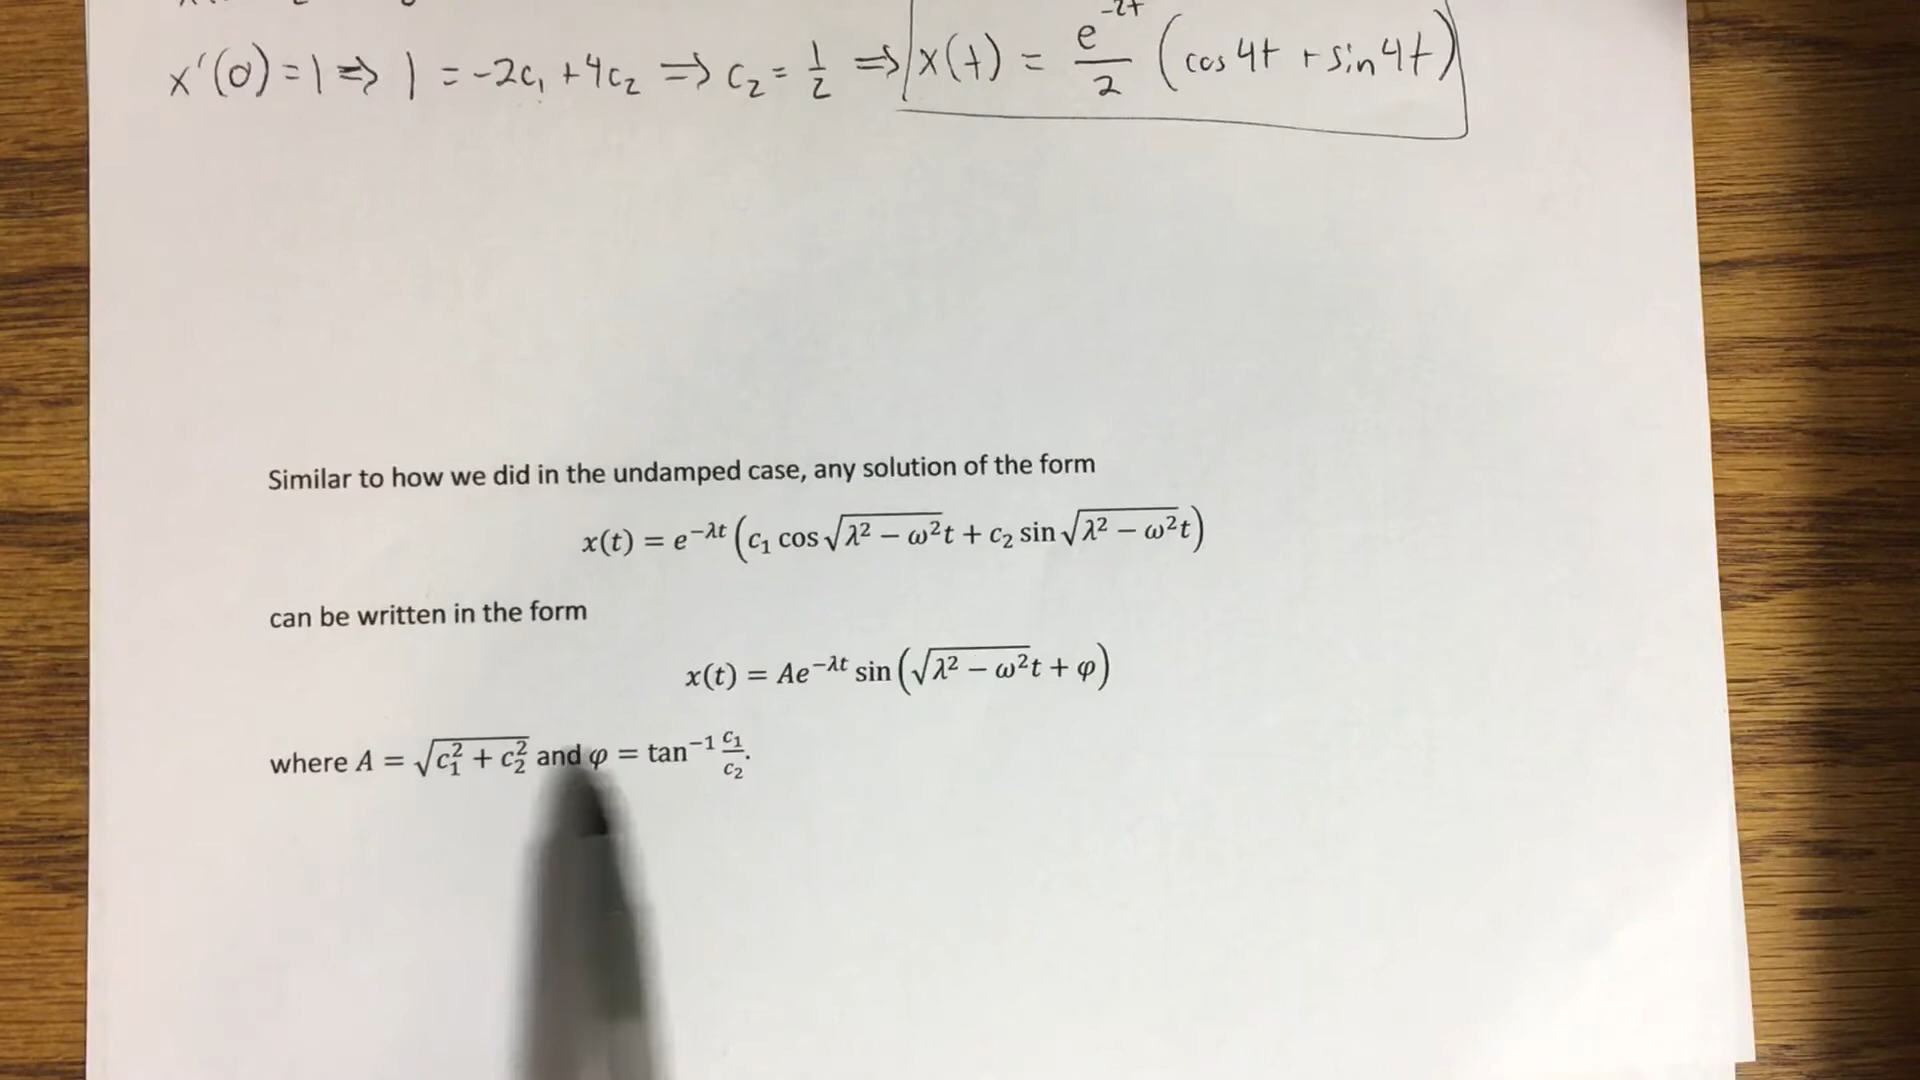 x'(0) = 1 ⇒ 1 = -2c₁ + 4c₂ ⇒ c₂ = 1/2 ⇒ x(t) = e^{-2t}/2 (cos 4t + sin 4t)
Similar to how we did in the undamped case, any solution of the form
x(t) = e^{-λt} (c₁ cos √(λ² − ω²)t + c₂ sin √(λ² − ω²)t)
can be written in the form
x(t) = Ae^{-λt} sin (√(λ² − ω²)t + φ)
where A = √(c₁² + c₂²) and φ = tan⁻¹ c₁/c₂.